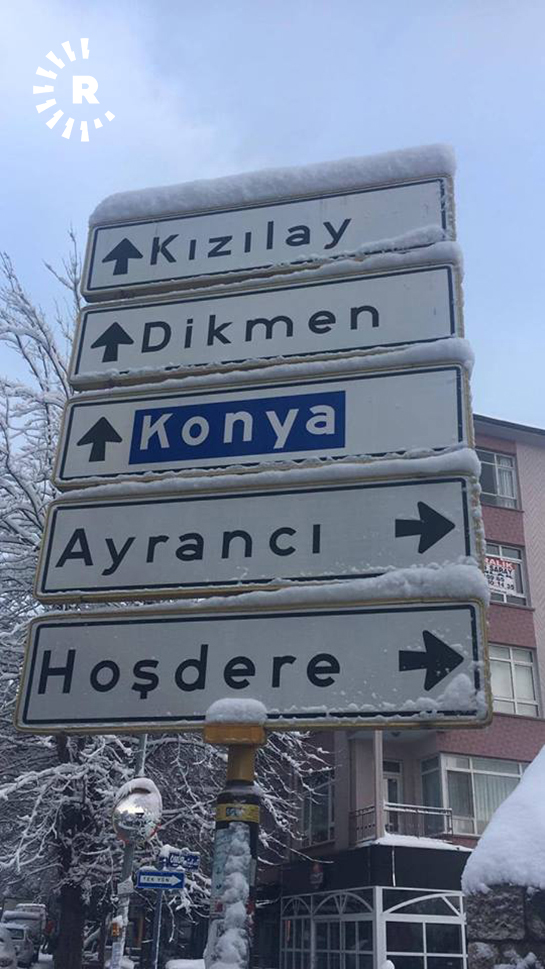 R
Kızılay
Dikmen
Konya
Ayrancı
Hoşdere
TEK YÖN